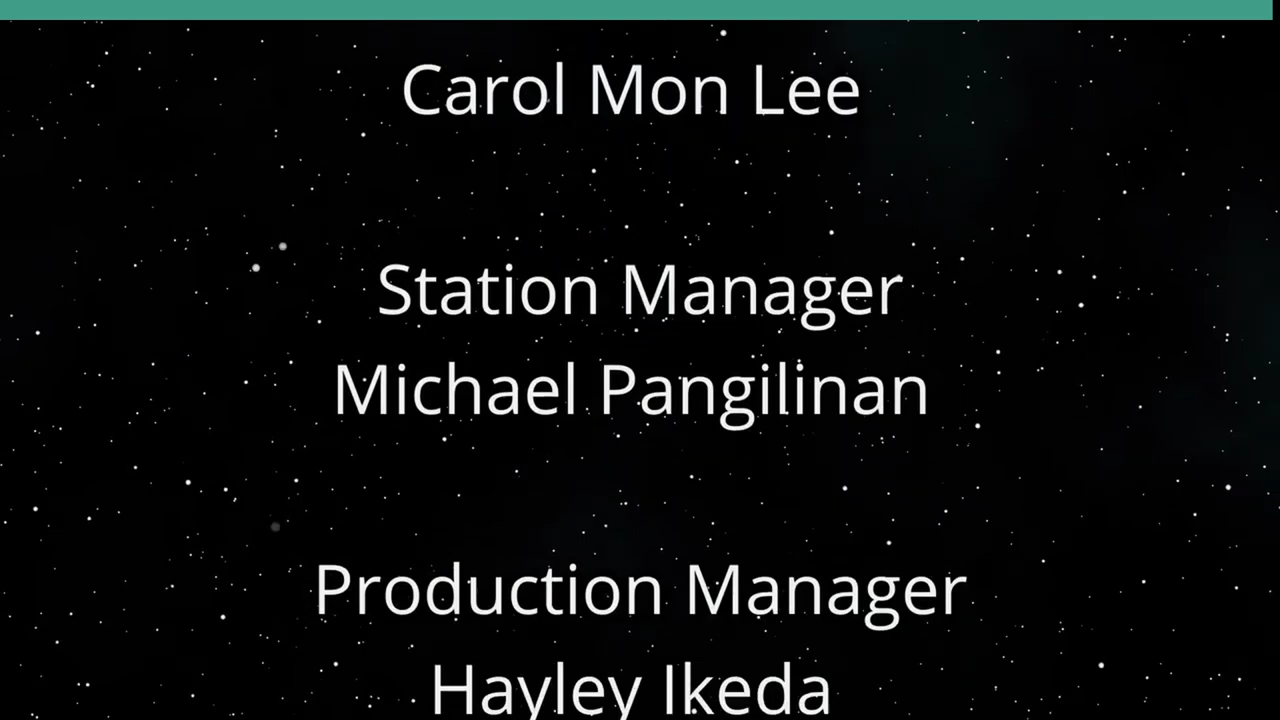 Carol Mon Lee
Station Manager
Michael Pangilinan
Production Manager
Hayley Ikeda